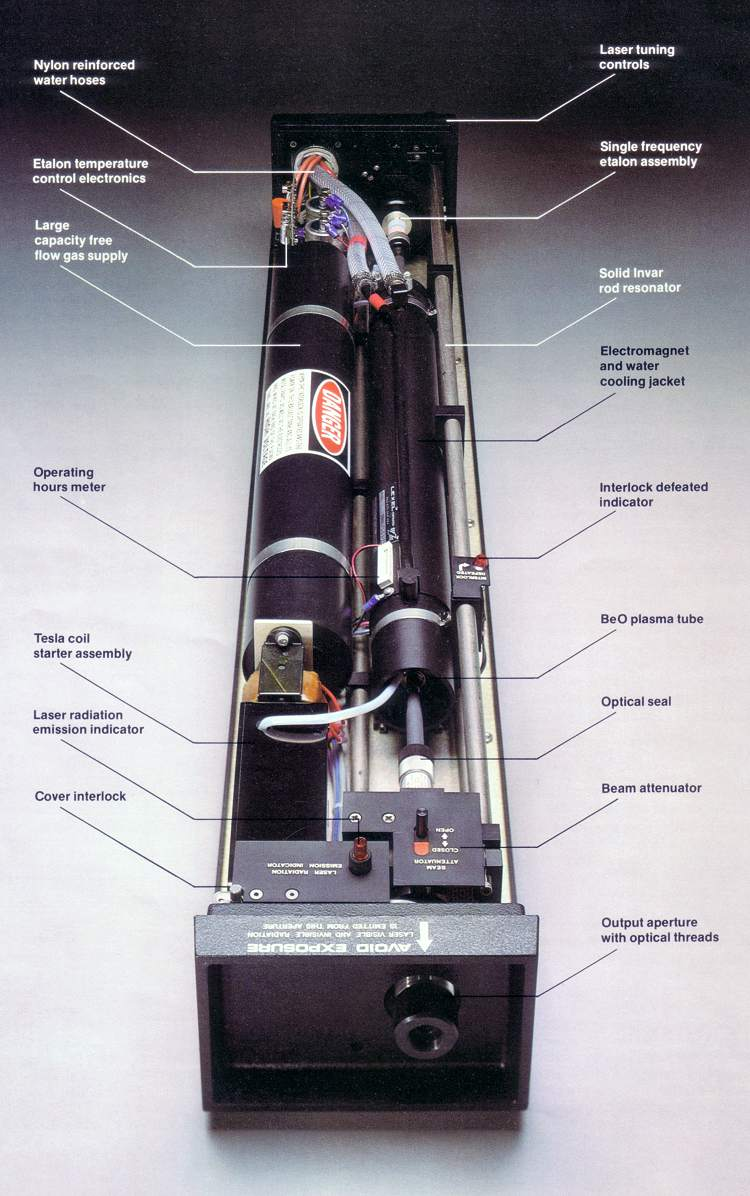 Nylon reinforced
water hoses
Etalon temperature
control electronics
Large
capacity free
flow gas supply
Operating
hours meter
Tesla coil
starter assembly
Laser radiation
emission indicator
Cover interlock
Laser tuning
controls
Single frequency
etalon assembly
Solid Invar
rod resonator
Electromagnet
and water
cooling jacket
Interlock defeated
indicator
BeO plasma tube
Optical seal
Beam attenuator
Output aperture
with optical threads
DANGER
INTERLOCK
DEFEATED
OPEN
CLOSED
BEAM
ATTENUATOR
LASER RADIATION
EMISSION INDICATOR
AVOID EXPOSURE
LASER VISIBLE AND INVISIBLE RADIATION
IS EMITTED FROM THIS APERTURE